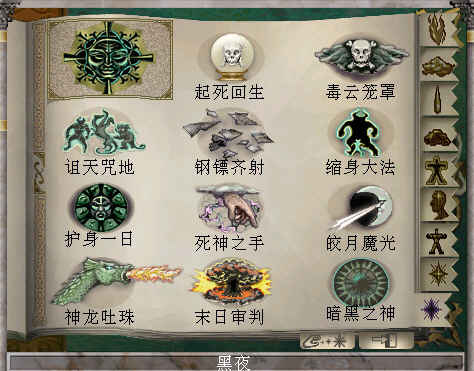 起死回生
毒云笼罩
诅天咒地
钢镖齐射
缩身大法
护身一日
死神之手
皎月魔光
神龙吐珠
末日审判
暗黑之神
黑夜